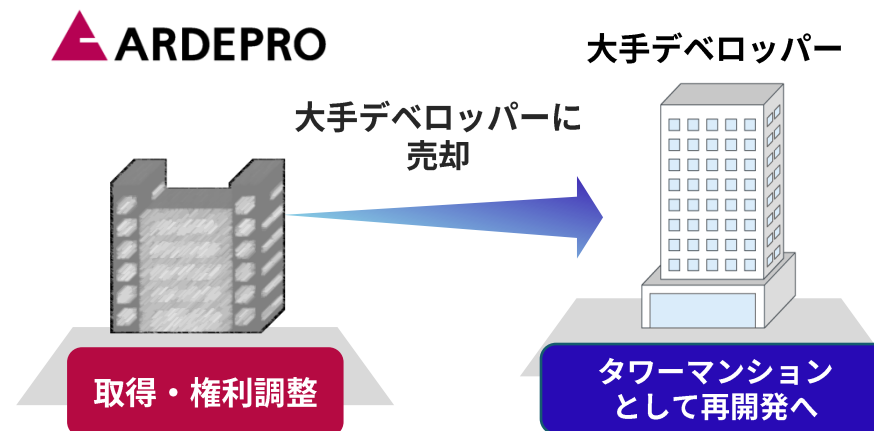 ARDEPRO
大手デベロッパー
大手デベロッパーに
売却
取得・権利調整
タワーマンション
として再開発へ